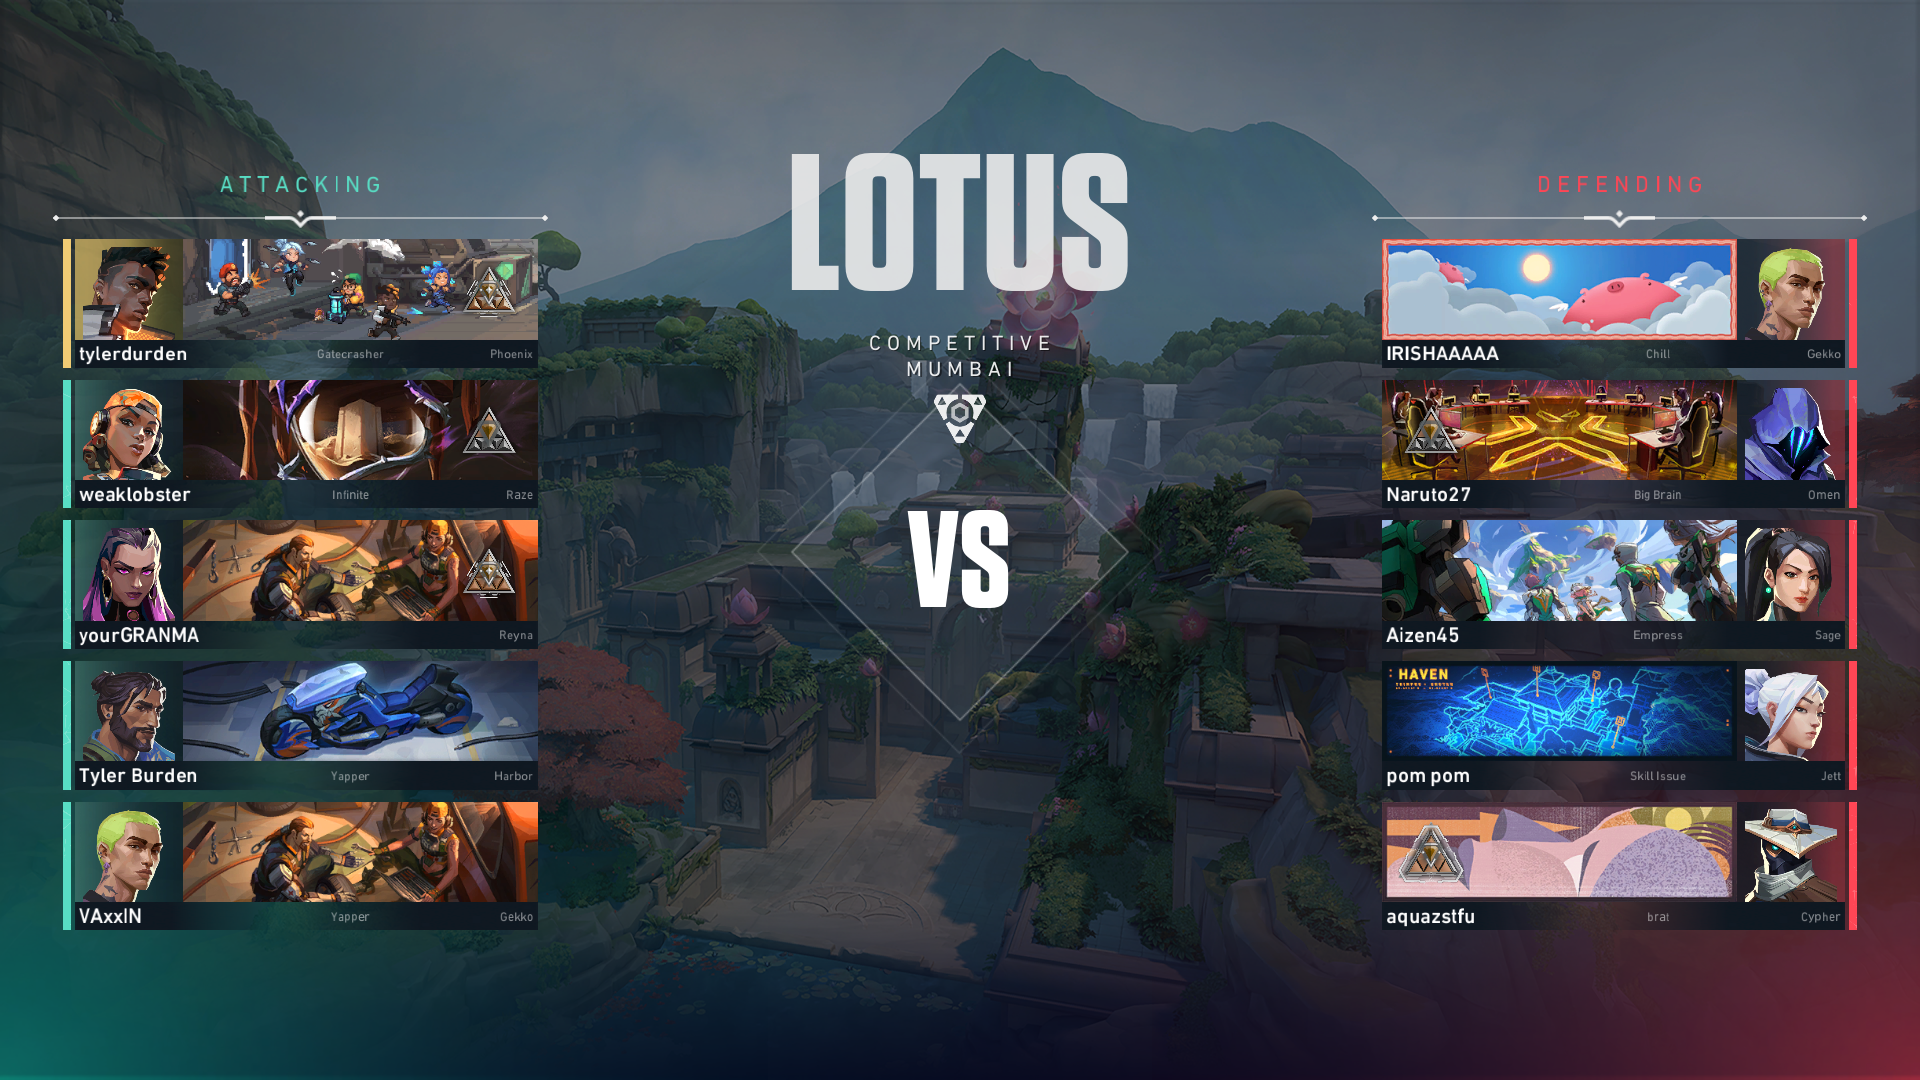 LOTUS
COMPETITIVE
MUMBAI
VS
ATTACKING
tylerdurden Gatecrasher Phoenix
weaklobster Infinite Raze
yourGRANMA Reyna
Tyler Burden Yapper Harbor
VAxxIN Yapper Gekko
DEFENDING
IRISHAAAAA Chill Gekko
Naruto27 Big Brain Omen
Aizen45 Empress Sage
HAVEN
pom pom Skill Issue Jett
aquazstfu brat Cypher